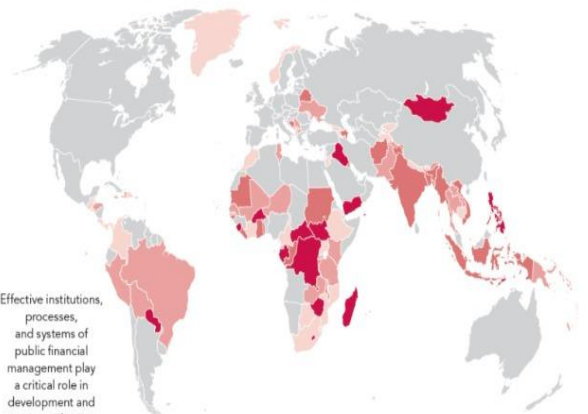 Effective institutions,
processes,
and systems of
public financial
management play
a critical role in
development and